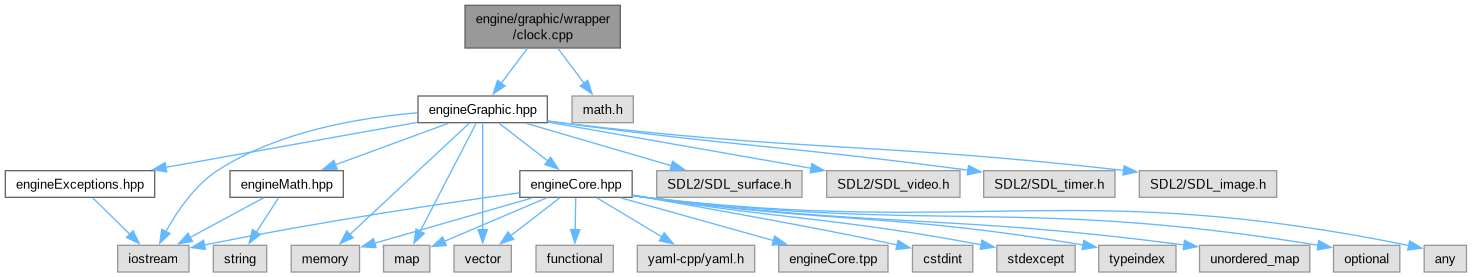 engine/graphic/wrapper
/clock.cpp
engineGraphic.hpp
math.h
engineExceptions.hpp
engineMath.hpp
engineCore.hpp
SDL2/SDL_surface.h
SDL2/SDL_video.h
SDL2/SDL_timer.h
SDL2/SDL_image.h
iostream
string
memory
map
vector
functional
yaml-cpp/yaml.h
engineCore.tpp
cstdint
stdexcept
typeindex
unordered_map
optional
any